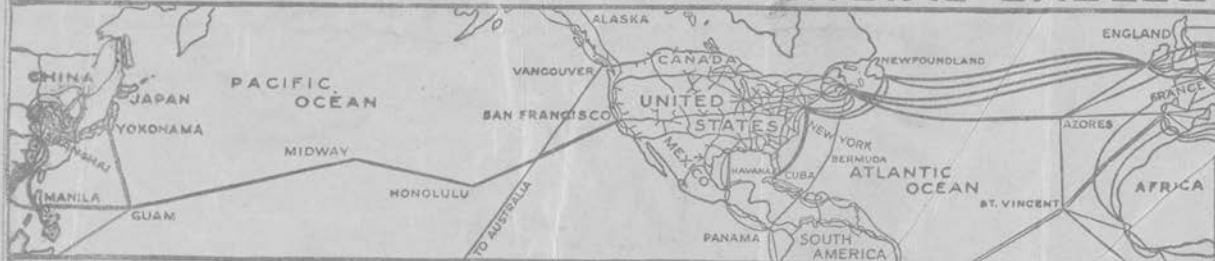 ALASKA
ENGLAND
CHINA
PACIFIC
OCEAN
VANCOUVER
CANADA
NEWFOUNDLAND
JAPAN
SAN FRANCISCO
UNITED
STATES
FRANCE
YOKOHAMA
NEW YORK
AZORES
MIDWAY
MEXICO
BERMUDA
HAVANA
CUBA
ATLANTIC
OCEAN
HONOLULU
MANILA
GUAM
AFRICA
ST. VINCENT
TO AUSTRALIA
PANAMA
SOUTH
AMERICA